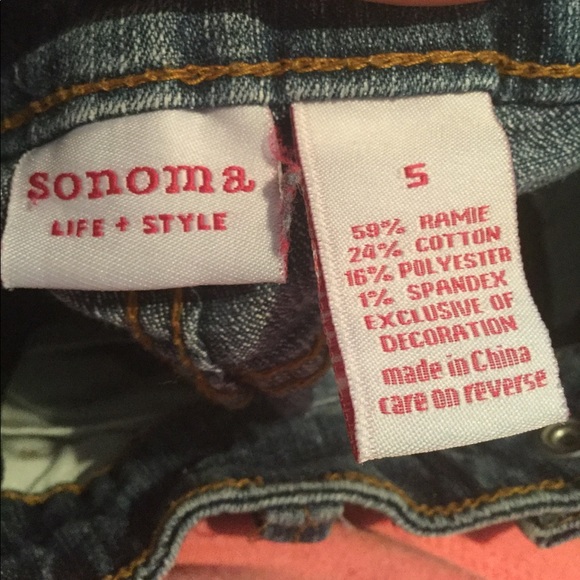 sonoma
LIFE + STYLE
5
59% RAMIE
24% COTTON
16% POLYESTER
1% SPANDEX
EXCLUSIVE OF
DECORATION
made in China
care on reverse